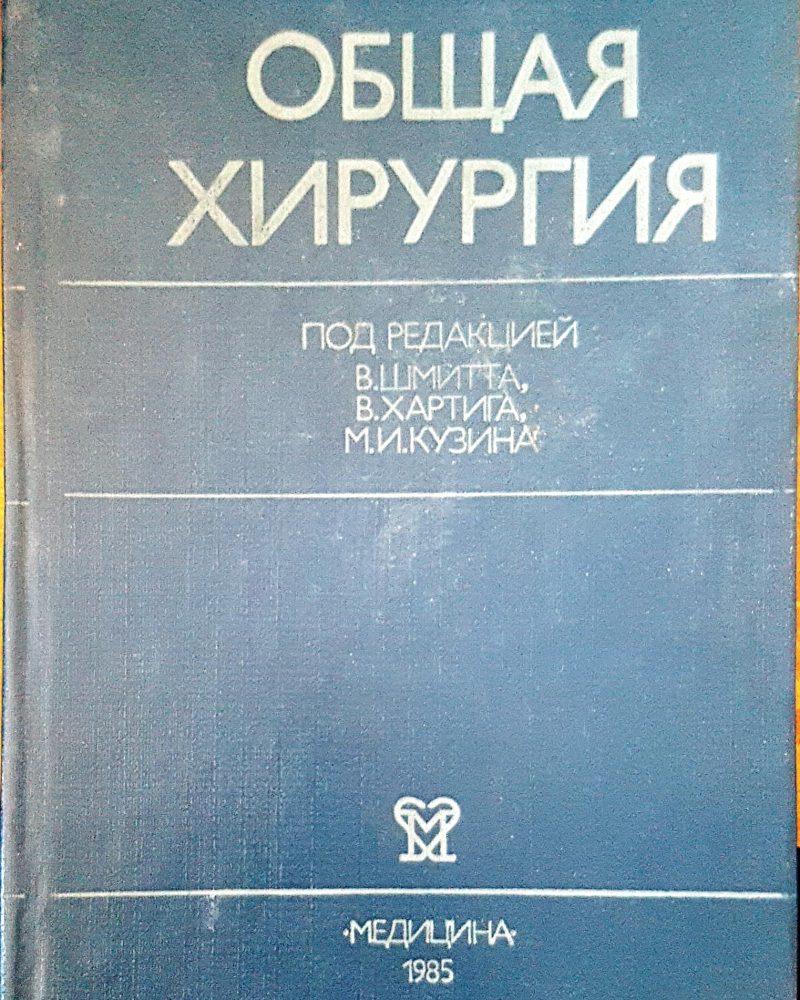 ОБЩАЯ
ХИРУРГИЯ
ПОД РЕДАКЦИЕЙ
В.ШМИТТА,
В.ХАРТИГА,
М.И.КУЗИНА
М
·МЕДИЦИНА·
1985